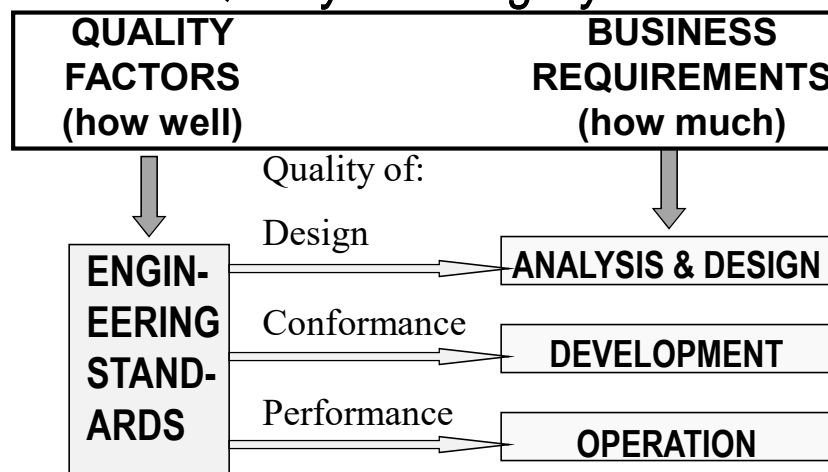 QUALITY
FACTORS
(how well)
BUSINESS
REQUIREMENTS
(how much)
Quality of:
Design
Conformance
Performance
ENGIN-
EERING
STAND-
ARDS
ANALYSIS & DESIGN
DEVELOPMENT
OPERATION